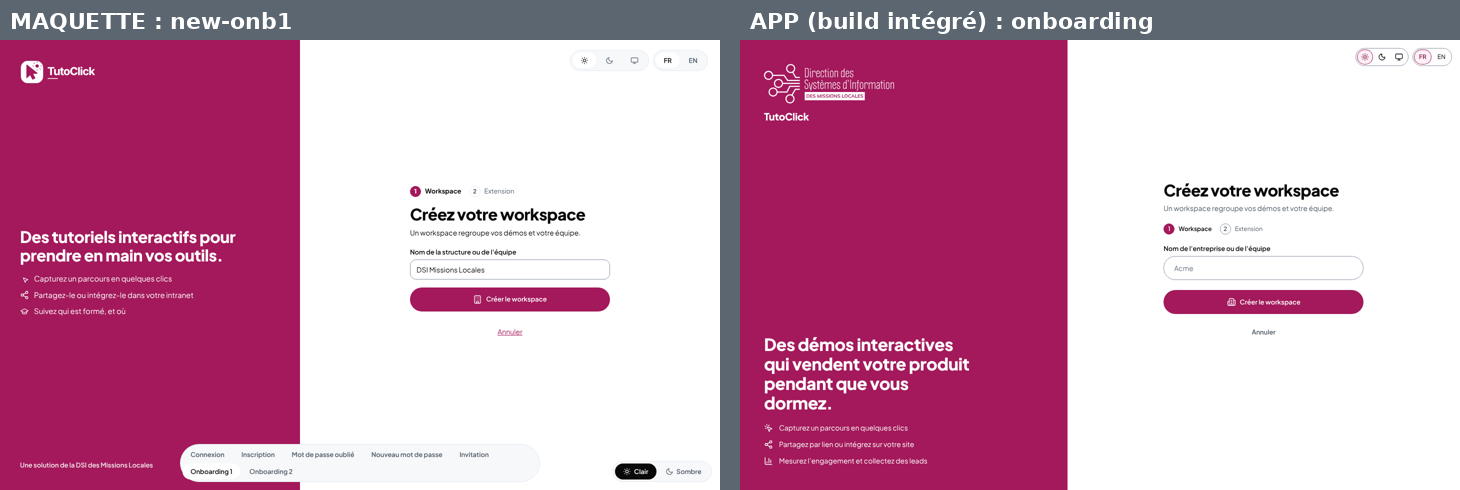 MAQUETTE : new-onb1
TutoClick
FR EN
1 Workspace 2 Extension
Créez votre workspace
Un workspace regroupe vos démos et votre équipe.
Nom de la structure ou de l'équipe
DSI Missions Locales
Créer le workspace
Annuler
Des tutoriels interactifs pour
prendre en main vos outils.
Capturez un parcours en quelques clics
Partagez-le ou intégrez-le dans votre intranet
Suivez qui est formé, et où
Une solution de la DSI des Missions Locales
Connexion Inscription Mot de passe oublié Nouveau mot de passe Invitation
Onboarding 1 Onboarding 2
Clair Sombre
APP (build intégré) : onboarding
Direction des
Systèmes d'Information
DES MISSIONS LOCALES
TutoClick
FR EN
Créez votre workspace
Un workspace regroupe vos démos et votre équipe.
1 Workspace 2 Extension
Nom de l'entreprise ou de l'équipe
Acme
Créer le workspace
Annuler
Des démos interactives
qui vendent votre produit
pendant que vous
dormez.
Capturez un parcours en quelques clics
Partagez par lien ou intégrez sur votre site
Mesurez l'engagement et collectez des leads